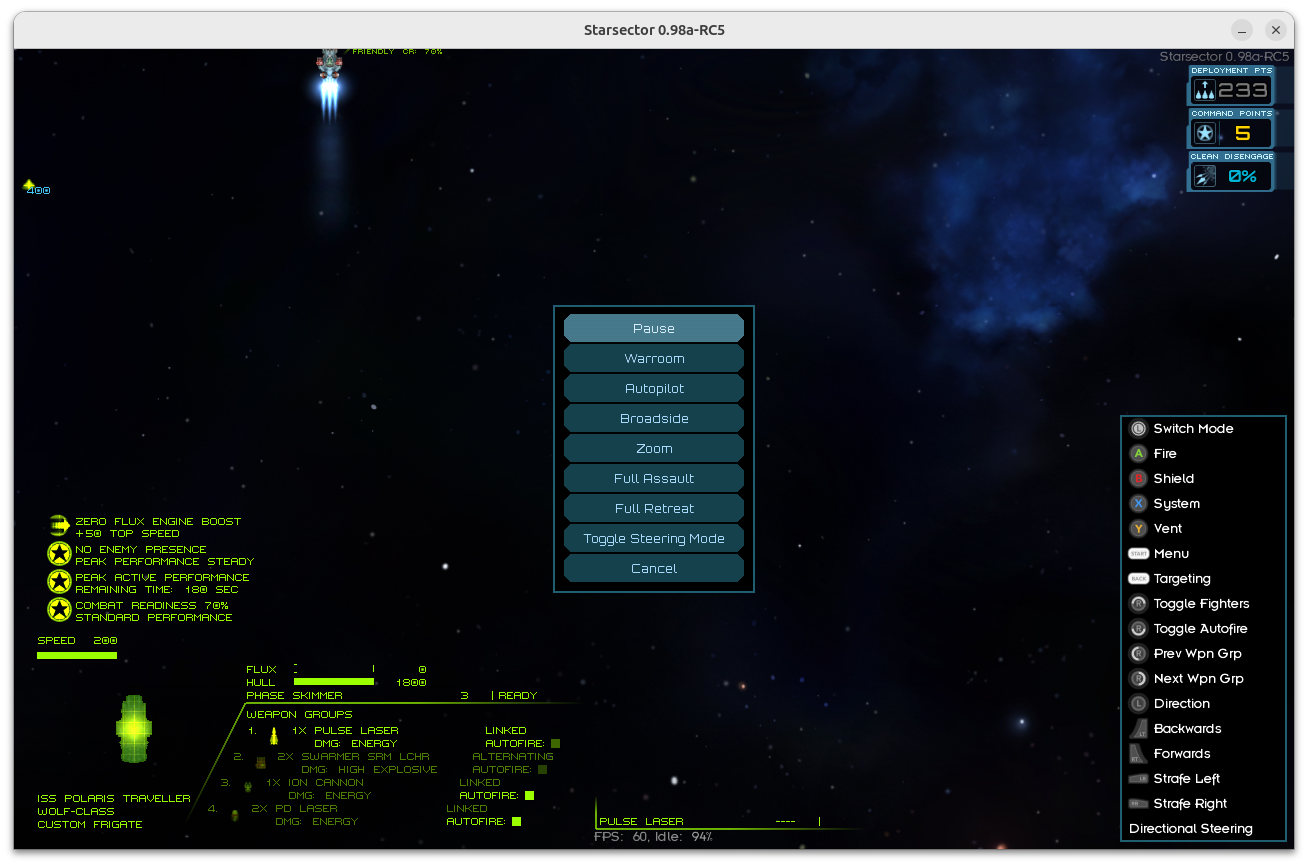 Starsector 0.98a-RC5
FRIENDLY CR: 70%
Starsector 0.98a-RC5
DEPLOYMENT PTS
233
COMMAND POINTS
5
CLEAN DISENGAGE
0%
400
Pause
Warroom
Autopilot
Broadside
Zoom
Full Assault
Full Retreat
Toggle Steering Mode
Cancel
L Switch Mode
A Fire
B Shield
X System
Y Vent
START Menu
BACK Targeting
R Toggle Fighters
R Toggle Autofire
R Prev Wpn Grp
R Next Wpn Grp
L Direction
LT Backwards
RT Forwards
LB Strafe Left
RB Strafe Right
Directional Steering
ZERO FLUX ENGINE BOOST
+50 TOP SPEED
NO ENEMY PRESENCE
PEAK PERFORMANCE STEADY
PEAK ACTIVE PERFORMANCE
REMAINING TIME: 180 SEC
COMBAT READINESS 70%
STANDARD PERFORMANCE
SPEED 200
FLUX 0
HULL 1800
PHASE SKIMMER 3 | READY
WEAPON GROUPS
1. 1X PULSE LASER LINKED
DMG: ENERGY AUTOFIRE:
2. 2X SWARMER SRM LCHR ALTERNATING
DMG: HIGH EXPLOSIVE AUTOFIRE:
3. 1X ION CANNON LINKED
DMG: ENERGY AUTOFIRE:
4. 2X PD LASER LINKED
DMG: ENERGY AUTOFIRE:
ISS POLARIS TRAVELLER
WOLF-CLASS
CUSTOM FRIGATE
PULSE LASER ---- |
FPS: 60, Idle: 94%